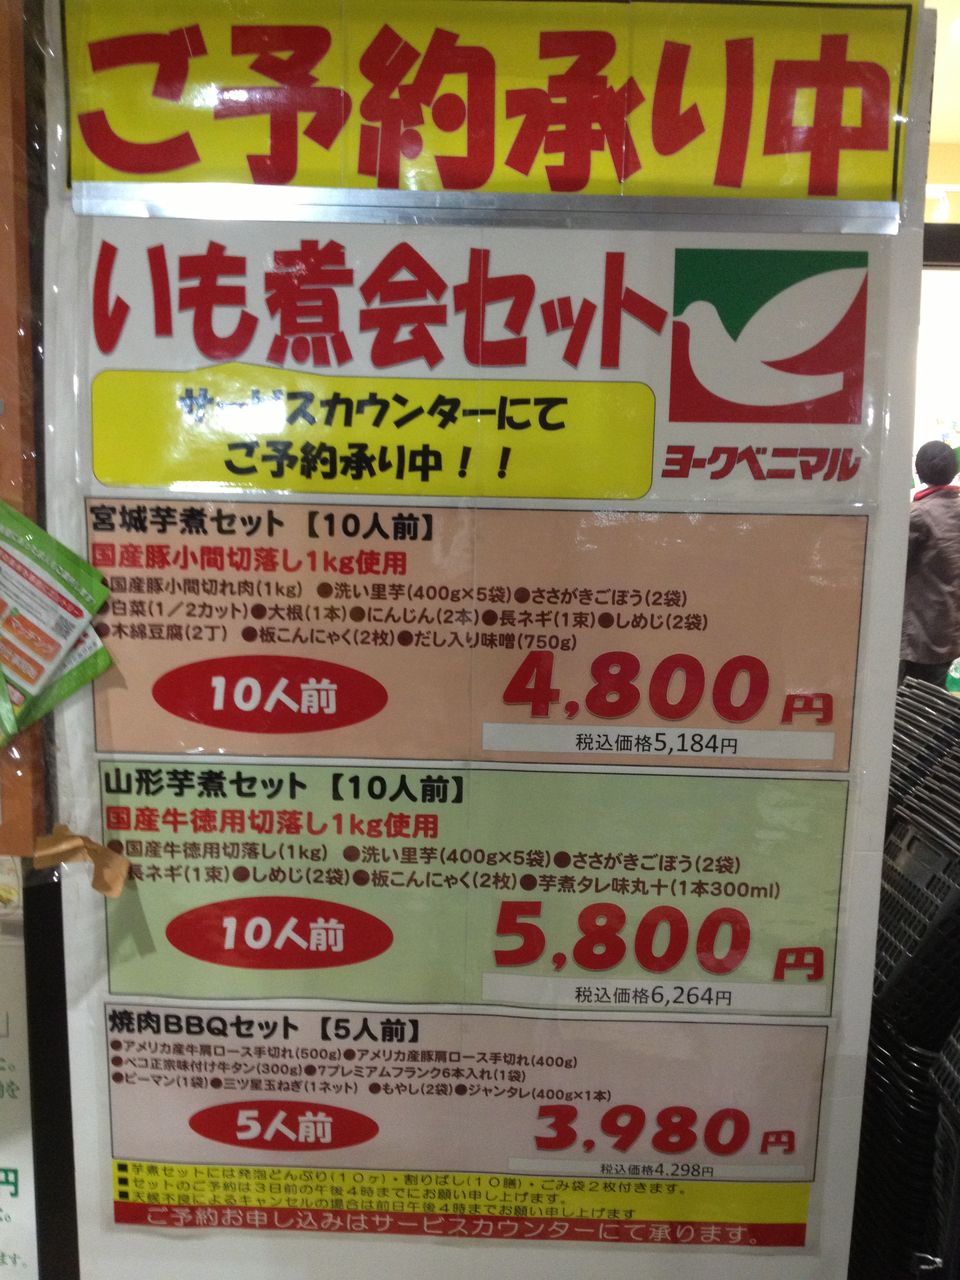 ご予約承り中
いも煮会セット
サービスカウンターにて
ご予約承り中！！
ヨークベニマル
宮城芋煮セット 【10人前】
国産豚小間切落し1kg使用
●国産豚小間切れ肉(1kg) ●洗い里芋(400g×5袋)●ささがきごぼう(2袋)
●白菜(1／2カット)●大根(1本)●にんじん(2本)●長ネギ(1束)●しめじ(2袋)
●木綿豆腐(2丁) ●板こんにゃく(2枚)●だし入り味噌(750g)
10人前
4,800円
税込価格5,184円
山形芋煮セット 【10人前】
国産牛徳用切落し1kg使用
●国産牛徳用切落し(1kg) ●洗い里芋(400g×5袋)●ささがきごぼう(2袋)
長ネギ(1束)●しめじ(2袋)●板こんにゃく(2枚)●芋煮タレ味丸十(1本300ml)
10人前
5,800円
税込価格6,264円
焼肉BBQセット 【5人前】
●アメリカ産牛肩ロース手切れ(500g)●アメリカ産豚肩ロース手切れ(400g)
●ベコ正宗味付け牛タン(300g)●7プレミアムフランク6本入れ(1袋)
●ピーマン(1袋)●三ツ星玉ねぎ(1ネット) ●もやし(2袋)●ジャンタレ(400g×1本)
5人前
3,980円
税込価格4,298円
■芋煮セットには発泡どんぶり(10ヶ)・割りばし(10膳)・ごみ袋2枚付きます。
■セットのご予約は3日前の午後4時までにお願い申し上げます。
■天候不良によるキャンセルの場合は前日午後4時までお願い申し上げます
ご予約お申し込みはサービスカウンターにて承ります。